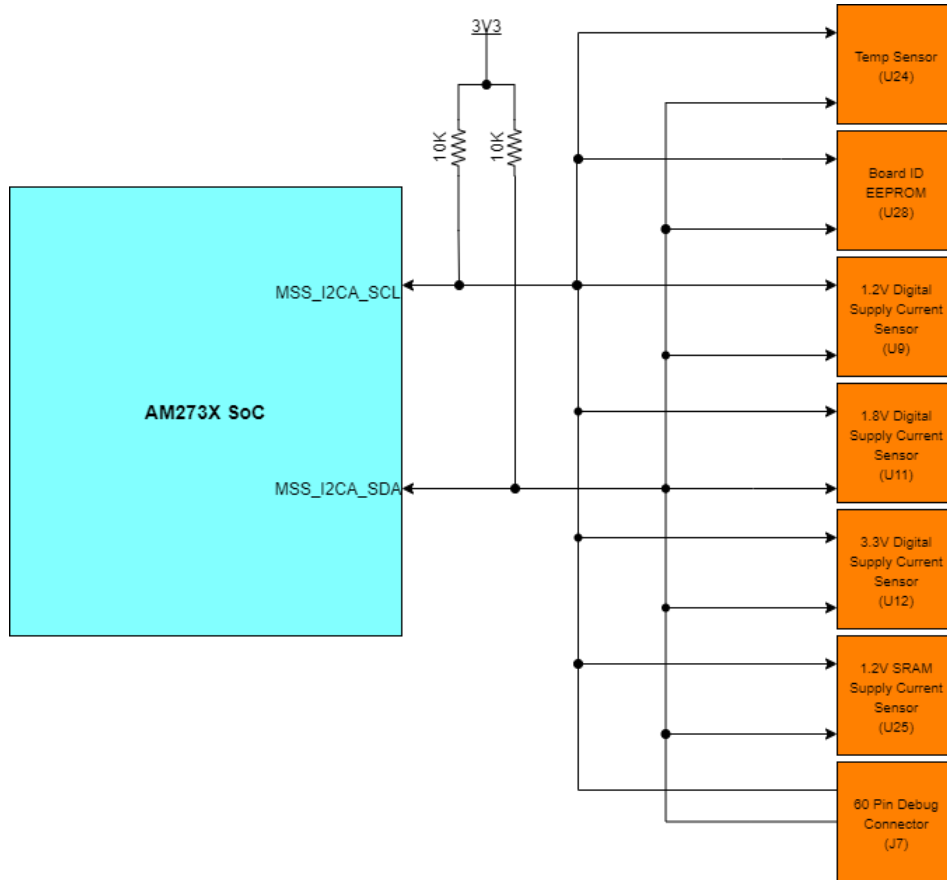 3V3
10K
10K
MSS_I2CA_SCL
AM273X SoC
MSS_I2CA_SDA
Temp Sensor
(U24)
Board ID
EEPROM
(U28)
1.2V Digital
Supply Current
Sensor
(U9)
1.8V Digital
Supply Current
Sensor
(U11)
3.3V Digital
Supply Current
Sensor
(U12)
1.2V SRAM
Supply Current
Sensor
(U25)
60 Pin Debug
Connector
(J7)